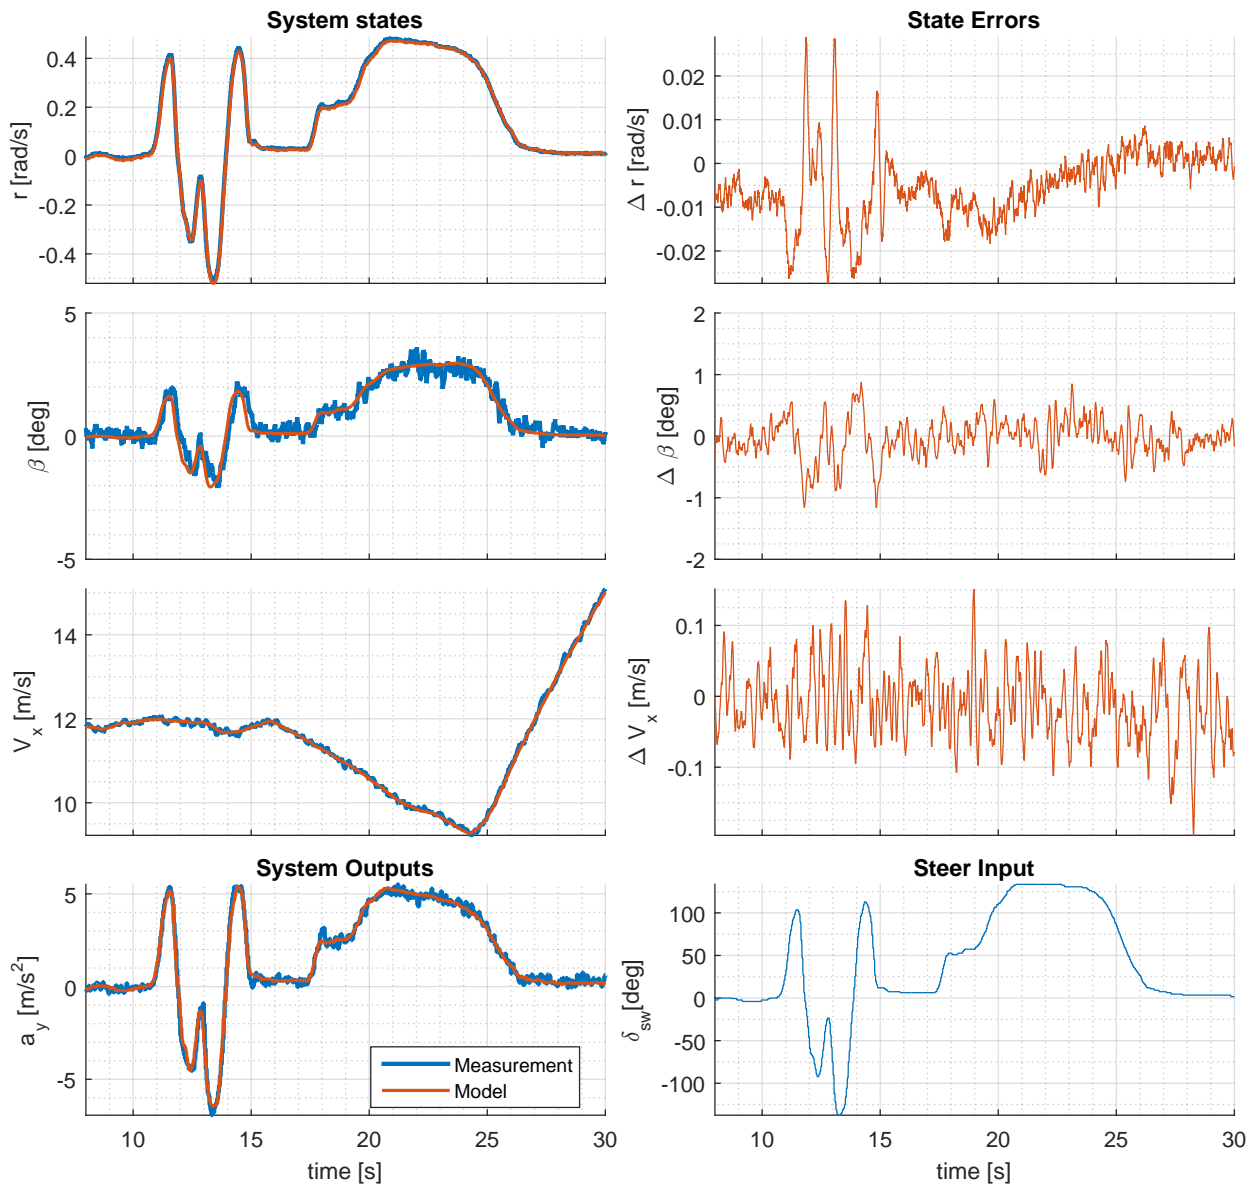 System states
0.4
0.2
0
-0.2
-0.4
r [rad/s]
State Errors
0.02
0.01
0
-0.01
-0.02
Δ r [rad/s]
5
0
-5
β [deg]
2
1
0
-1
-2
Δ β [deg]
14
12
10
V_x [m/s]
0.1
0
-0.1
Δ V_x [m/s]
System Outputs
5
0
-5
a_y [m/s²]
Measurement
Model
10 15 20 25 30
time [s]
Steer Input
100
50
0
-50
-100
δ_sw[deg]
10 15 20 25 30
time [s]